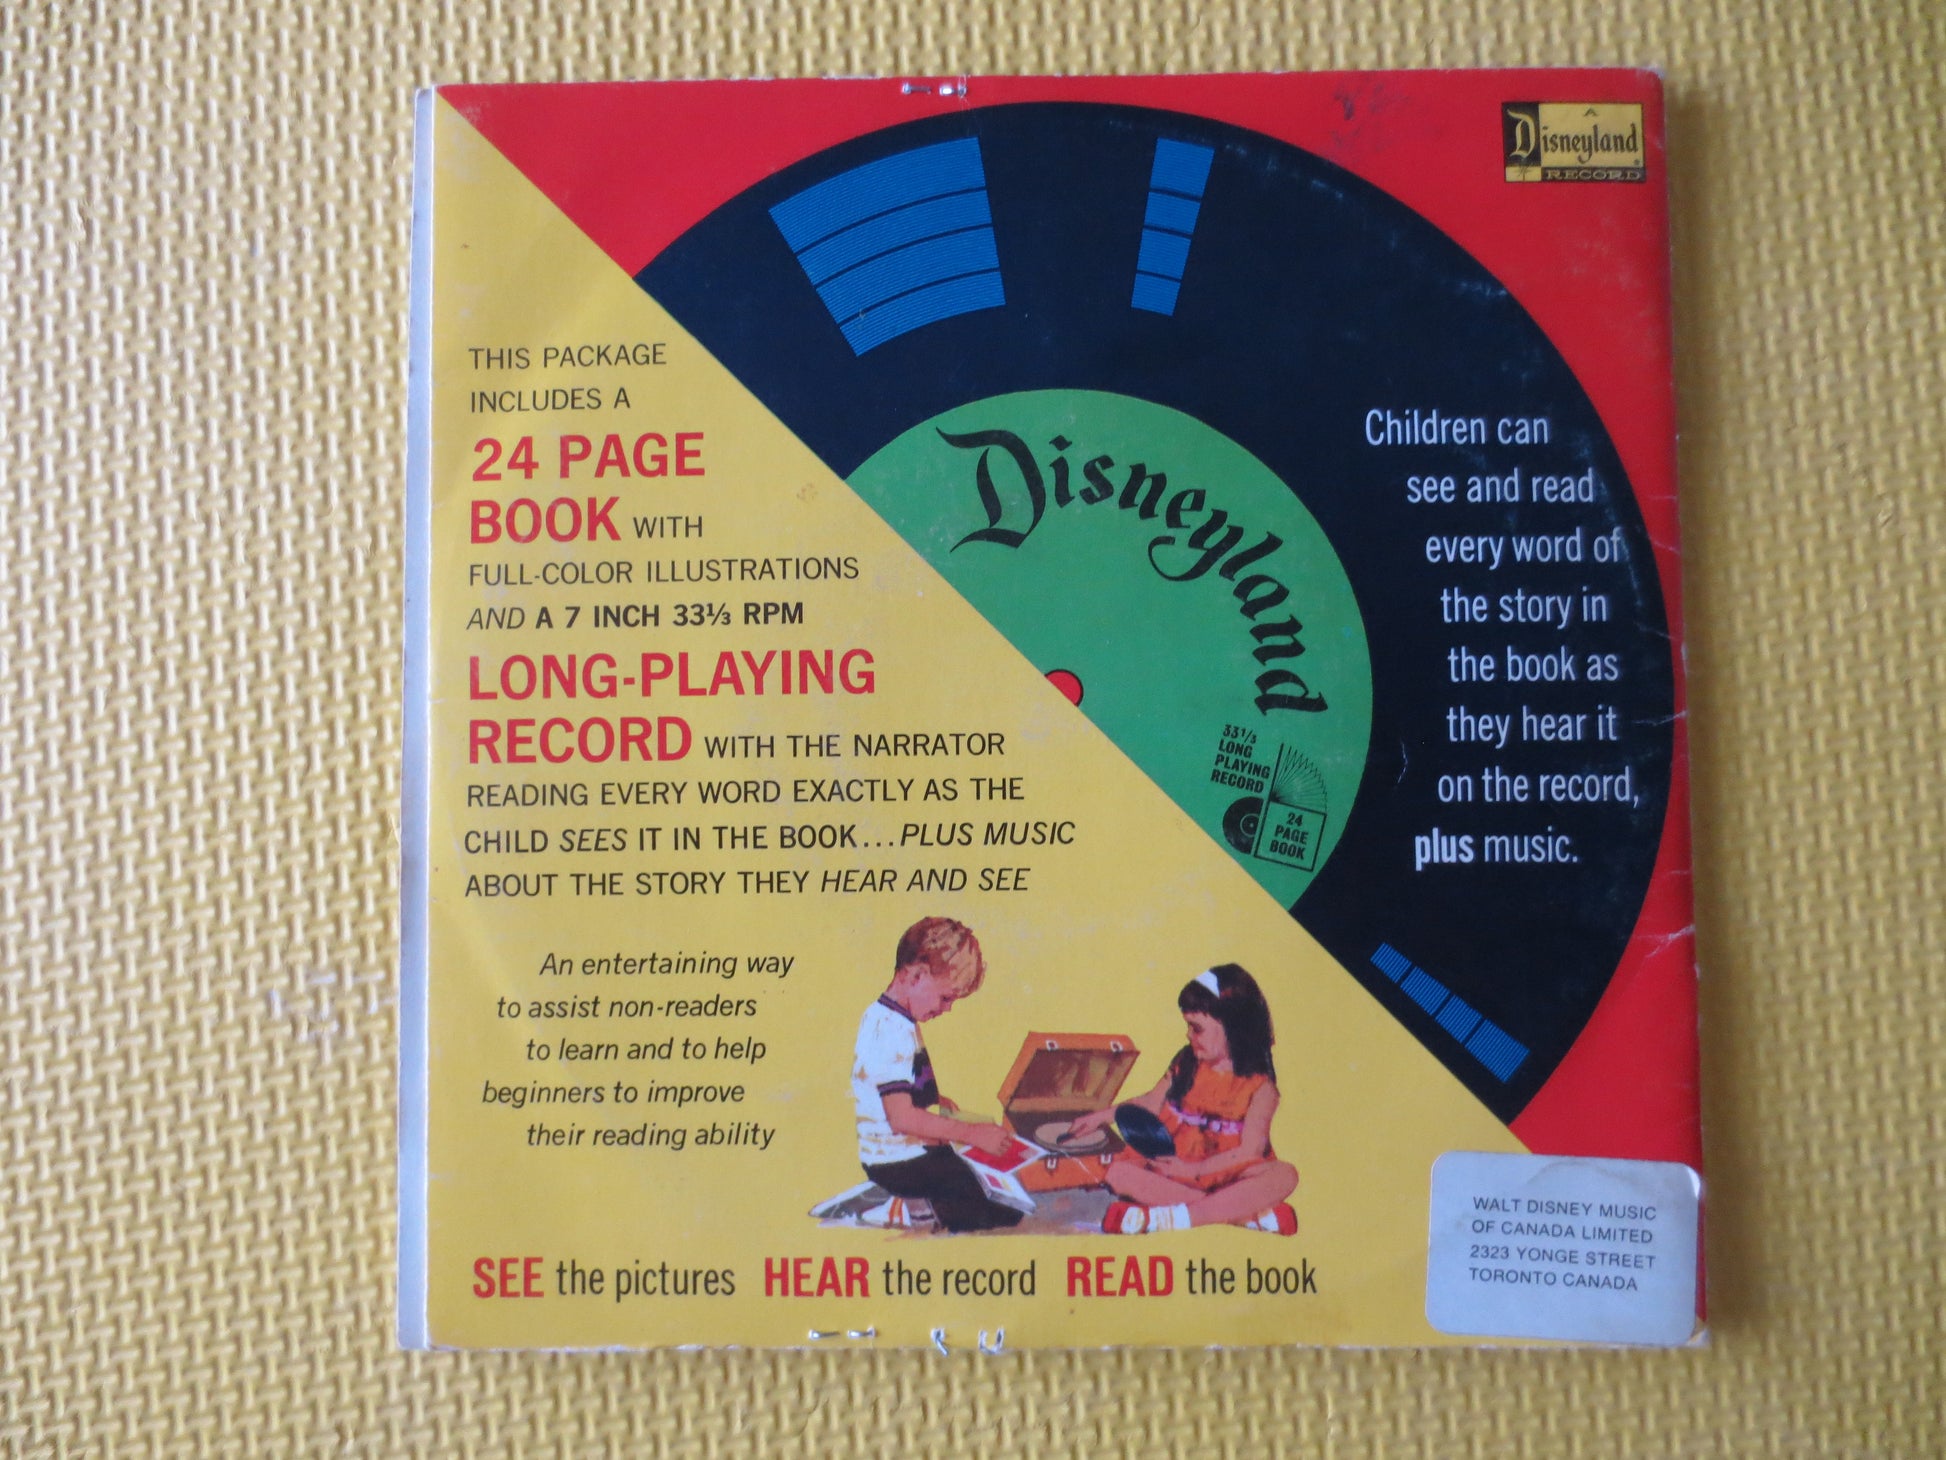 A
Disneyland
RECORD
THIS PACKAGE
INCLUDES A
24 PAGE
BOOK WITH
FULL-COLOR ILLUSTRATIONS
AND A 7 INCH 33⅓ RPM
LONG-PLAYING
RECORD WITH THE NARRATOR
READING EVERY WORD EXACTLY AS THE
CHILD SEES IT IN THE BOOK...PLUS MUSIC
ABOUT THE STORY THEY HEAR AND SEE
An entertaining way
to assist non-readers
to learn and to help
beginners to improve
their reading ability
Disneyland
33 1/3
LONG
PLAYING
RECORD
24
PAGE
BOOK
Children can
see and read
every word of
the story in
the book as
they hear it
on the record,
plus music.
SEE the pictures HEAR the record READ the book
WALT DISNEY MUSIC
OF CANADA LIMITED
2323 YONGE STREET
TORONTO CANADA